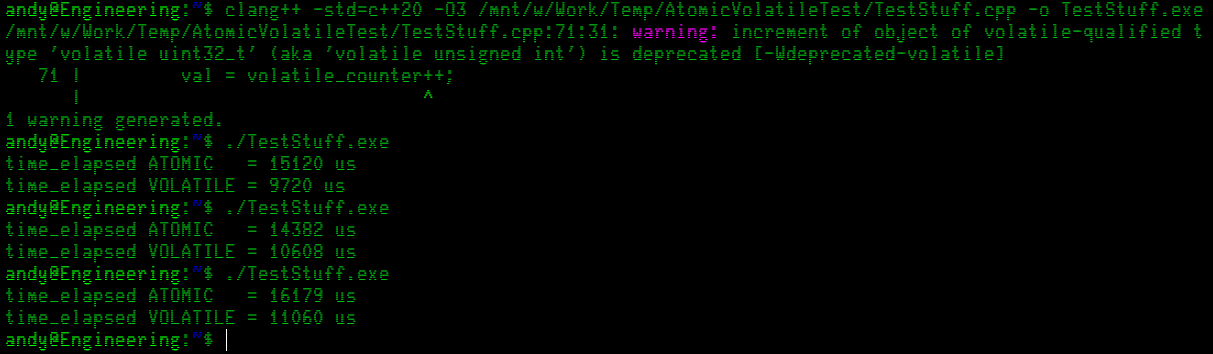 andy@Engineering:~$ clang++ -std=c++20 -O3 /mnt/w/Work/Temp/AtomicVolatileTest/TestStuff.cpp -o TestStuff.exe
/mnt/w/Work/Temp/AtomicVolatileTest/TestStuff.cpp:71:31: warning: increment of object of volatile-qualified t
ype 'volatile uint32_t' (aka 'volatile unsigned int') is deprecated [-Wdeprecated-volatile]
   71 |         val = volatile_counter++;
      |                               ^
1 warning generated.
andy@Engineering:~$ ./TestStuff.exe
time_elapsed ATOMIC   = 15120 us
time_elapsed VOLATILE = 9720 us
andy@Engineering:~$ ./TestStuff.exe
time_elapsed ATOMIC   = 14382 us
time_elapsed VOLATILE = 10608 us
andy@Engineering:~$ ./TestStuff.exe
time_elapsed ATOMIC   = 16179 us
time_elapsed VOLATILE = 11060 us
andy@Engineering:~$